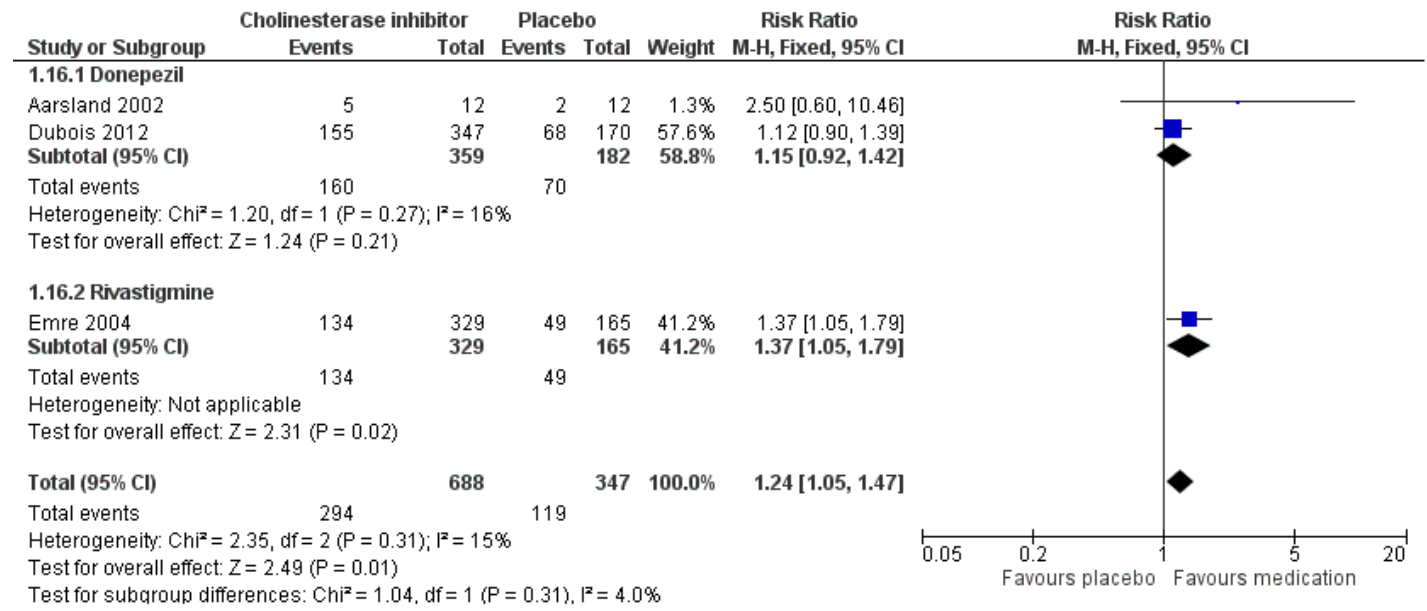 Cholinesterase inhibitor Placebo Risk Ratio Risk Ratio
Study or Subgroup Events Total Events Total Weight M-H, Fixed, 95% CI M-H, Fixed, 95% CI
1.16.1 Donepezil
Aarsland 2002 5 12 2 12 1.3% 2.50 [0.60, 10.46]
Dubois 2012 155 347 68 170 57.6% 1.12 [0.90, 1.39]
Subtotal (95% CI) 359 182 58.8% 1.15 [0.92, 1.42]
Total events 160 70
Heterogeneity: Chi² = 1.20, df = 1 (P = 0.27); I² = 16%
Test for overall effect: Z = 1.24 (P = 0.21)
1.16.2 Rivastigmine
Emre 2004 134 329 49 165 41.2% 1.37 [1.05, 1.79]
Subtotal (95% CI) 329 165 41.2% 1.37 [1.05, 1.79]
Total events 134 49
Heterogeneity: Not applicable
Test for overall effect: Z = 2.31 (P = 0.02)
Total (95% CI) 688 347 100.0% 1.24 [1.05, 1.47]
Total events 294 119
Heterogeneity: Chi² = 2.35, df = 2 (P = 0.31); I² = 15%
Test for overall effect: Z = 2.49 (P = 0.01)
Test for subgroup differences: Chi² = 1.04, df = 1 (P = 0.31), I² = 4.0%
0.05 0.2 1 5 20
Favours placebo Favours medication